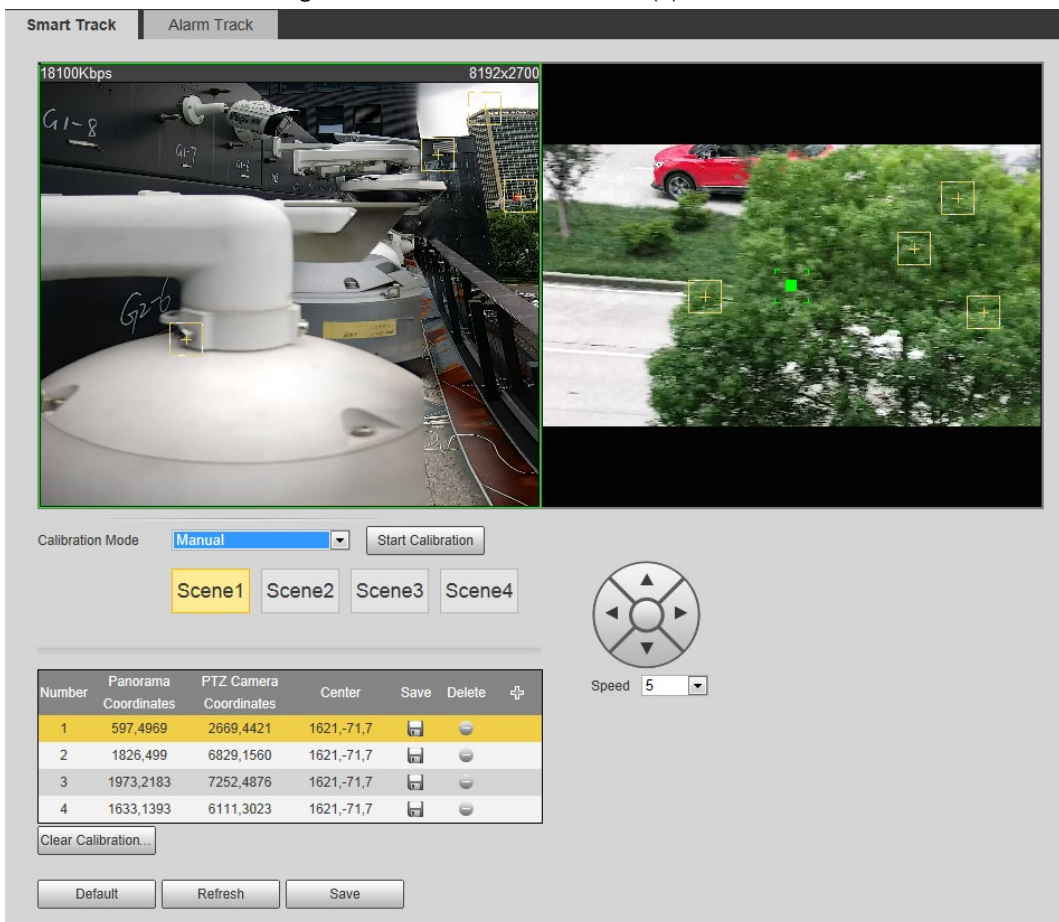 Smart Track Alarm Track
18100Kbps 8192x2700
G1-8
G1-7
G2-6
Calibration Mode Manual Start Calibration
Scene1 Scene2 Scene3 Scene4
Speed 5
Number Panorama Coordinates PTZ Camera Coordinates Center Save Delete
1 597,4969 2669,4421 1621,-71,7
2 1826,499 6829,1560 1621,-71,7
3 1973,2183 7252,4876 1621,-71,7
4 1633,1393 6111,3023 1621,-71,7
Clear Calibration...
Default Refresh Save